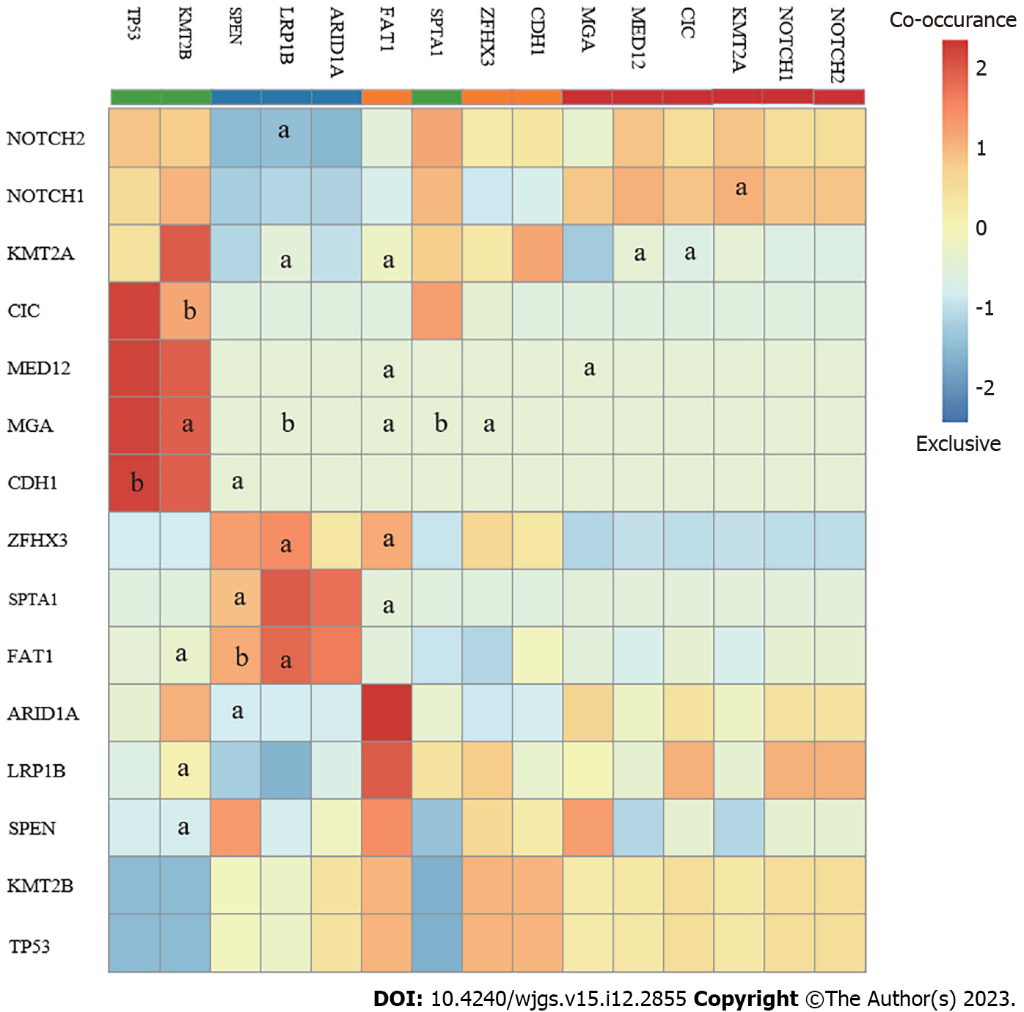 Co-occurance
TP53 KMT2B SPEN LRP1B ARID1A FAT1 SPTA1 ZFHX3 CDH1 MGA MED12 CIC KMT2A NOTCH1 NOTCH2
2
1
0
-1
-2
Exclusive
NOTCH2 a
NOTCH1 a
KMT2A a a a a
CIC b
MED12 a a
MGA a b a b a
CDH1 b a
ZFHX3 a a
SPTA1 a a
FAT1 a b a
ARID1A a
LRP1B a
SPEN a
KMT2B
TP53
DOI: 10.4240/wjgs.v15.i12.2855 Copyright ©The Author(s) 2023.